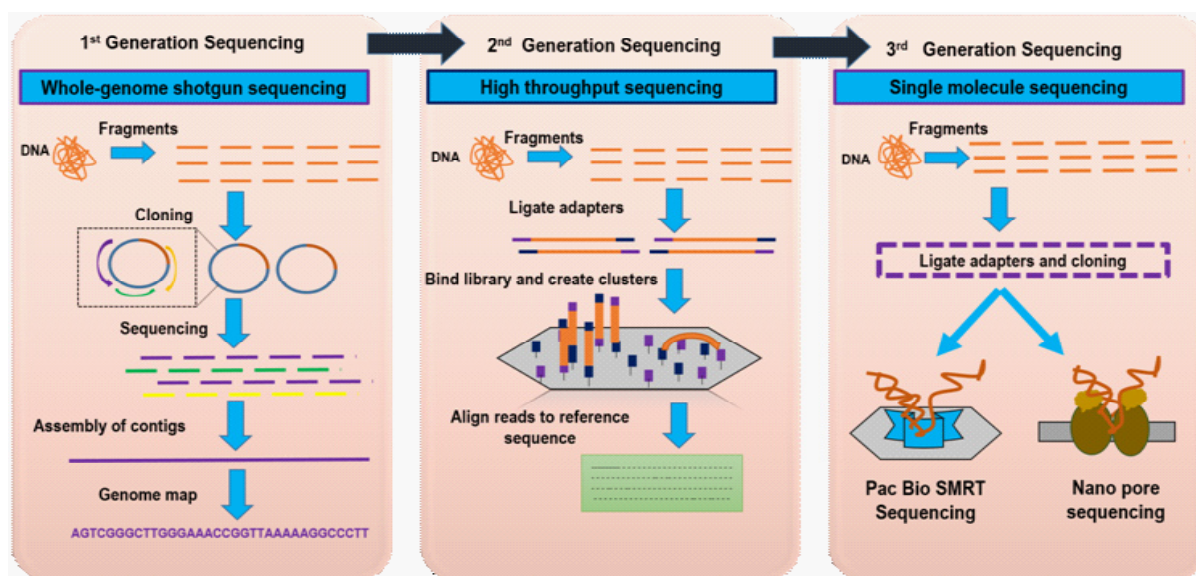 1st Generation Sequencing
Whole-genome shotgun sequencing
Fragments
DNA
Cloning
Sequencing
Assembly of contigs
Genome map
AGTCGGGCTTGGGAAACCGGTTAAAAAGGCCCTT
2nd Generation Sequencing
High throughput sequencing
Fragments
DNA
Ligate adapters
Bind library and create clusters
Align reads to reference
sequence
3rd Generation Sequencing
Single molecule sequencing
Fragments
DNA
Ligate adapters and cloning
Pac Bio SMRT
Sequencing
Nano pore
sequencing